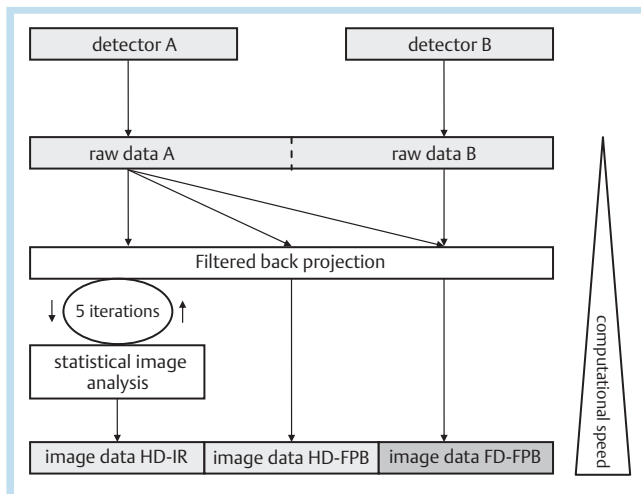 detector A
detector B
raw data A
raw data B
Filtered back projection
5 iterations
statistical image
analysis
image data HD-IR
image data HD-FPB
image data FD-FPB
computational speed